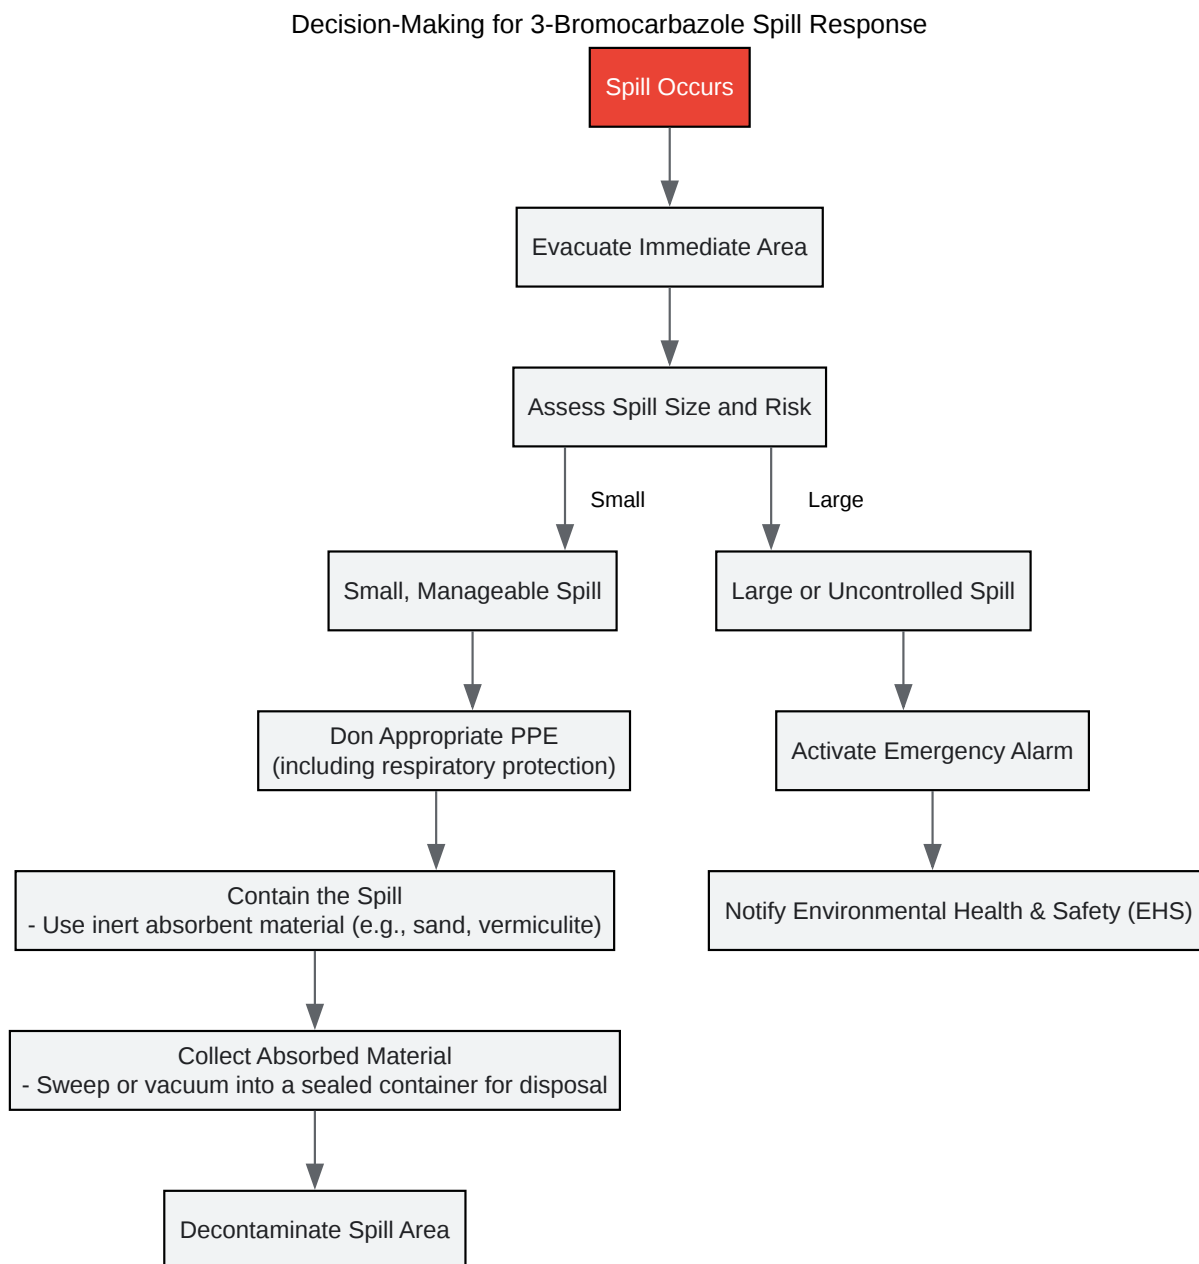 Decision-Making for 3-Bromocarbazole Spill Response
Spill Occurs
Evacuate Immediate Area
Assess Spill Size and Risk
Small
Large
Small, Manageable Spill
Large or Uncontrolled Spill
Don Appropriate PPE
(including respiratory protection)
Activate Emergency Alarm
Contain the Spill
- Use inert absorbent material (e.g., sand, vermiculite)
Notify Environmental Health & Safety (EHS)
Collect Absorbed Material
- Sweep or vacuum into a sealed container for disposal
Decontaminate Spill Area